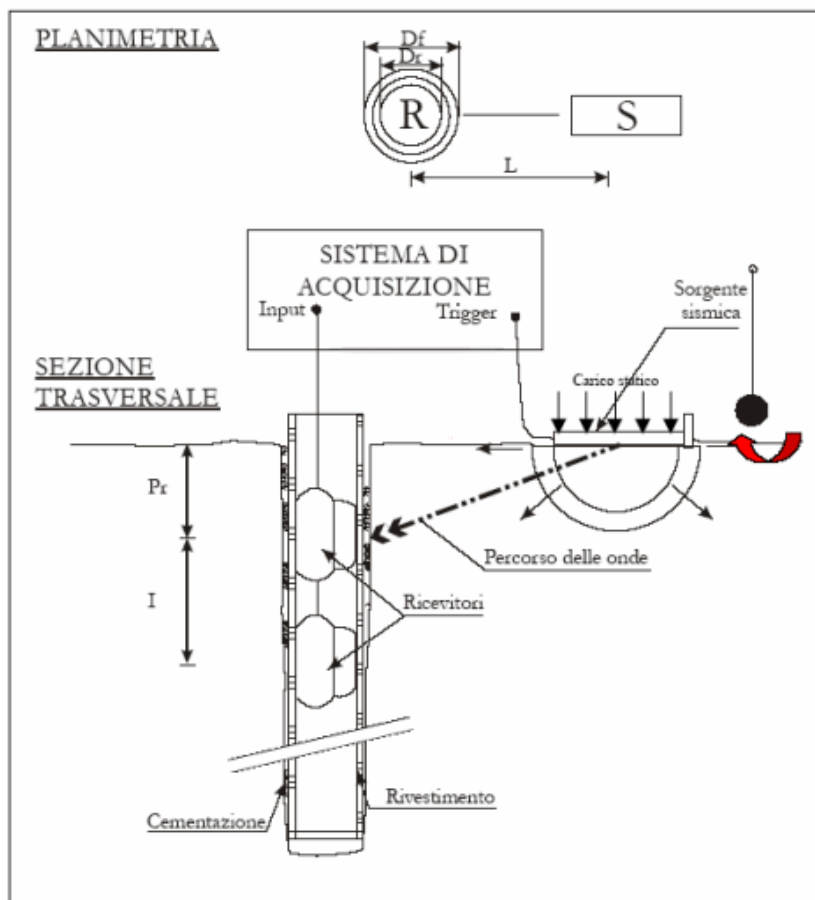 PLANIMETRIA
Df
Dr
R
S
L
SISTEMA DI
ACQUISIZIONE
Input
Trigger
Sorgente
sismica
SEZIONE
TRASVERSALE
Carico statico
Pr
Percorso delle onde
I
Ricevitori
Rivestimento
Cementazione